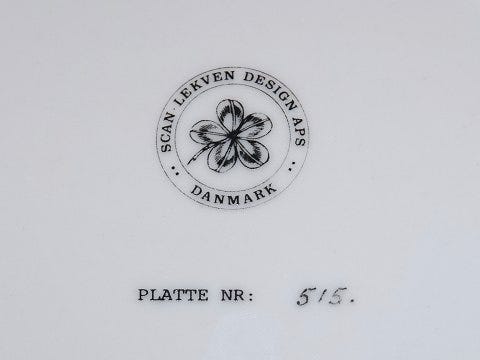 SCAN·LEKVEN DESIGN APS
DANMARK
PLATTE NR: 515.